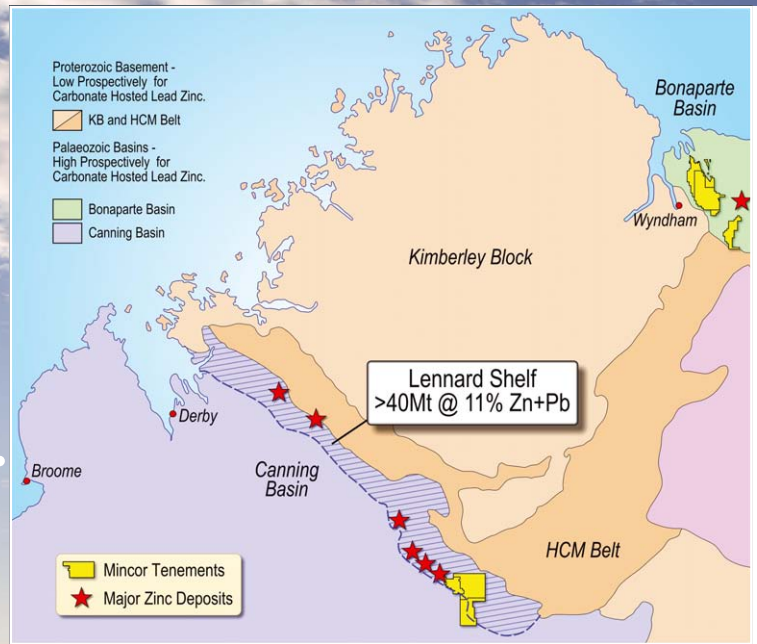 Proterozoic Basement -
Low Prospectively for
Carbonate Hosted Lead Zinc.
KB and HCM Belt
Palaeozoic Basins -
High Prospectively for
Carbonate Hosted Lead Zinc.
Bonaparte Basin
Canning Basin
Bonaparte
Basin
Wyndham
Kimberley Block
Lennard Shelf
>40Mt @ 11% Zn+Pb
Derby
Broome
Canning
Basin
HCM Belt
Mincor Tenements
Major Zinc Deposits